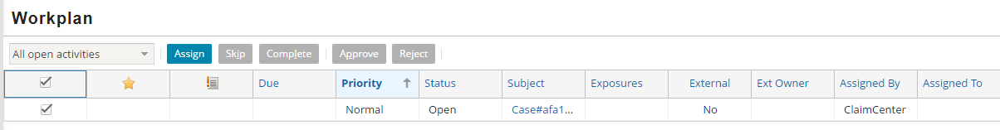 Workplan
All open activities Assign Skip Complete Approve Reject
Due Priority Status Subject Exposures External Ext Owner Assigned By Assigned To
Normal Open Case#afa1... No ClaimCenter